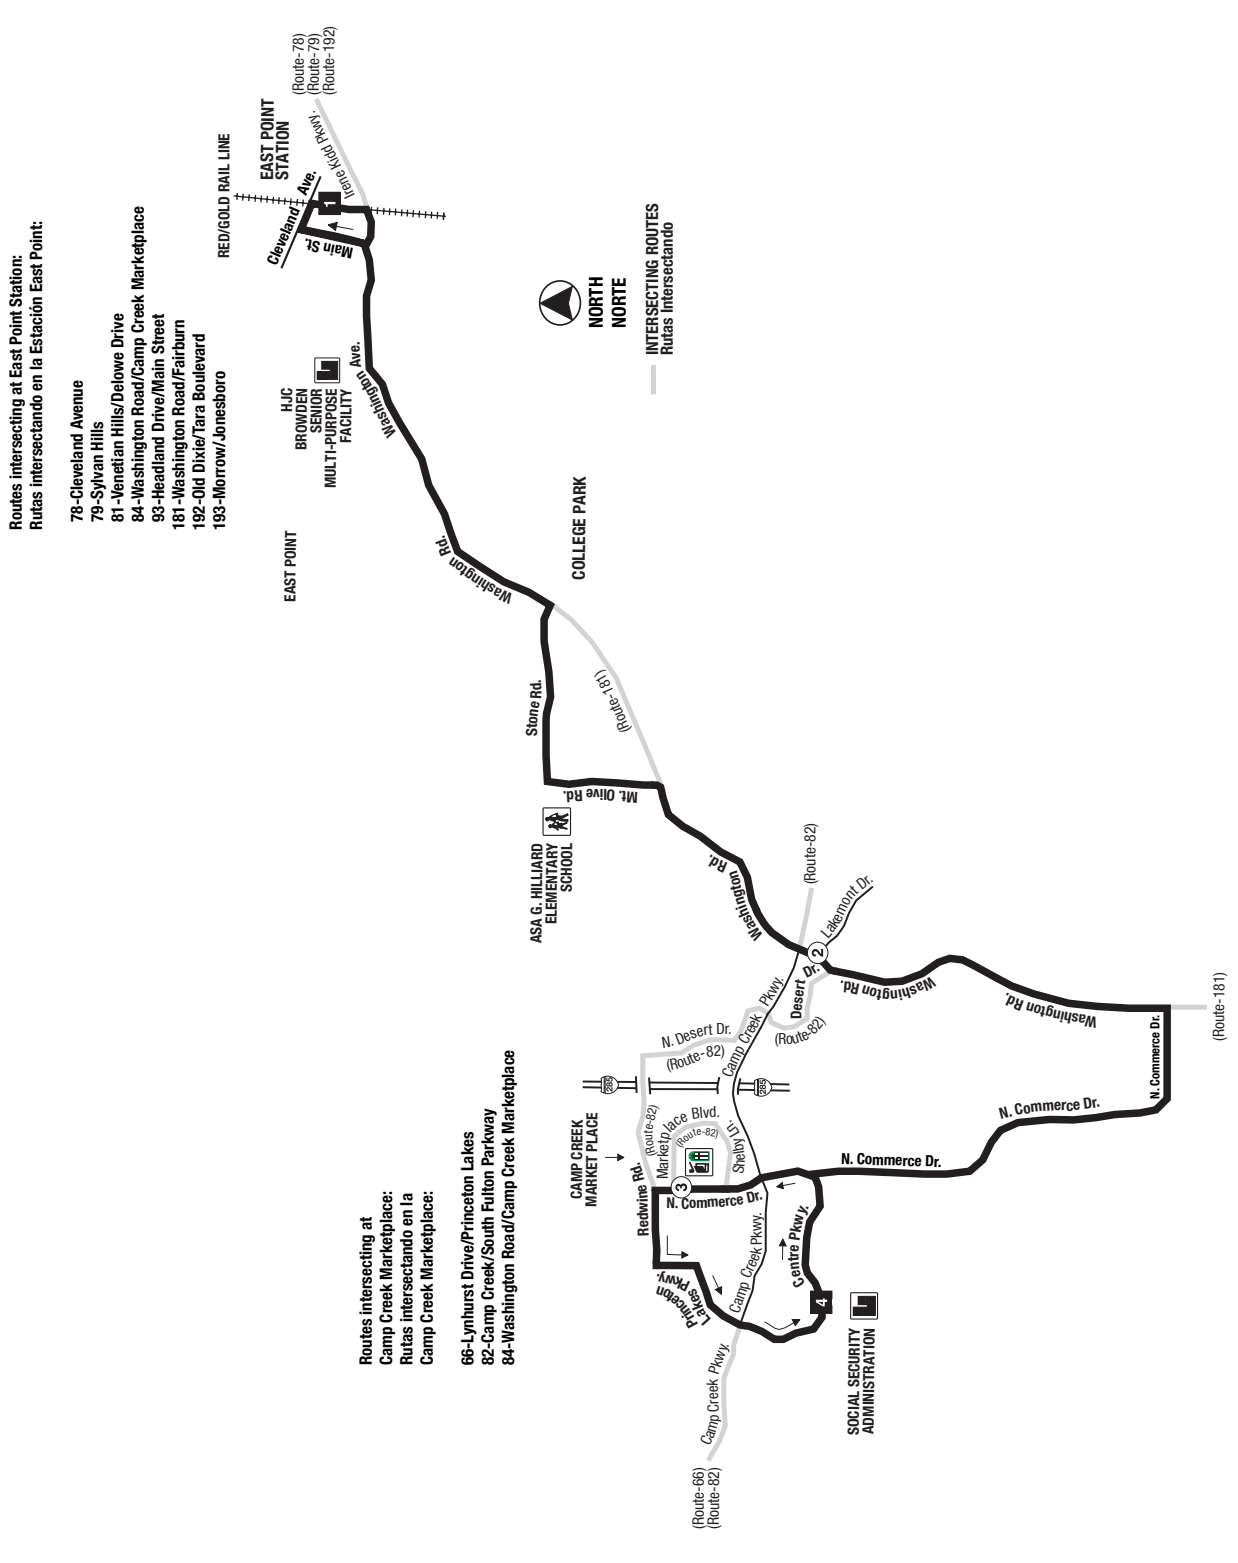 Routes intersecting at East Point Station:
Rutas intersectando en la Estación East Point:
78-Cleveland Avenue
79-Sylvan Hills
81-Venetian Hills/Delowe Drive
84-Washington Road/Camp Creek Marketplace
93-Headland Drive/Main Street
181-Washington Road/Fairburn
192-Old Dixie/Tara Boulevard
193-Morrow/Jonesboro
RED/GOLD RAIL LINE
EAST POINT
STATION
(Route-78)
(Route-79)
(Route-192)
Irene Kidd Pkwy.
Cleveland Ave.
1
Main St.
HJC
BROWDEN
SENIOR
MULTI-PURPOSE
FACILITY
Washington Ave.
EAST POINT
Washington Rd.
COLLEGE PARK
NORTH
NORTE
INTERSECTING ROUTES
Rutas Intersectando
Stone Rd.
(Route-181)
Mt. Olive Rd.
ASA G. HILLIARD
ELEMENTARY
SCHOOL
Washington Rd.
(Route-82)
Lakemont Dr.
2
Desert Dr.
(Route-82)
Camp Creek Pkwy.
N. Desert Dr.
(Route-82)
285
285
Washington Rd.
Washington Rd.
(Route-181)
N. Commerce Dr.
N. Commerce Dr.
N. Commerce Dr.
Routes intersecting at
Camp Creek Marketplace:
Rutas intersectando en la
Camp Creek Marketplace:
66-Lynhurst Drive/Princeton Lakes
82-Camp Creek/South Fulton Parkway
84-Washington Road/Camp Creek Marketplace
CAMP CREEK
MARKET PLACE
(Route-82)
Marketplace Blvd.
(Route-82)
Shelby Ln.
3
Redwine Rd.
N. Commerce Dr.
Princeton
Lakes Pkwy.
Camp Creek Pkwy.
Centre Pkwy.
4
SOCIAL SECURITY
ADMINISTRATION
Camp Creek Pkwy.
(Route-66)
(Route-82)